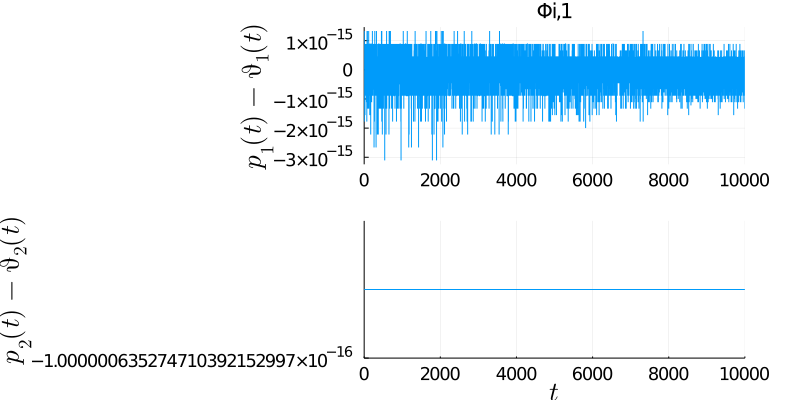 Φi,1
p₁(t) − ϑ₁(t)
1×10⁻¹⁵
0
−1×10⁻¹⁵
−2×10⁻¹⁵
−3×10⁻¹⁵
0 2000 4000 6000 8000 10000
p₂(t) − ϑ₂(t)
−1.000000635274710392152997×10⁻¹⁶
0 2000 4000 6000 8000 10000
t